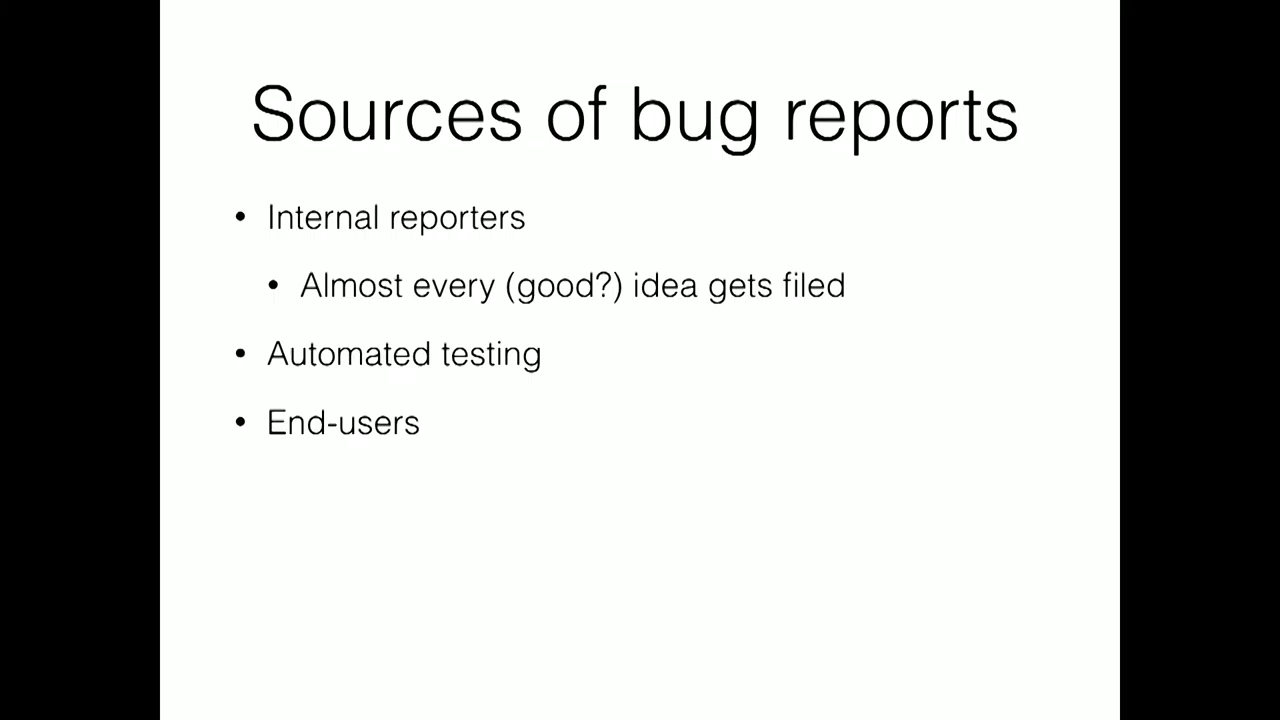 Sources of bug reports
• Internal reporters
• Almost every (good?) idea gets filed
• Automated testing
• End-users